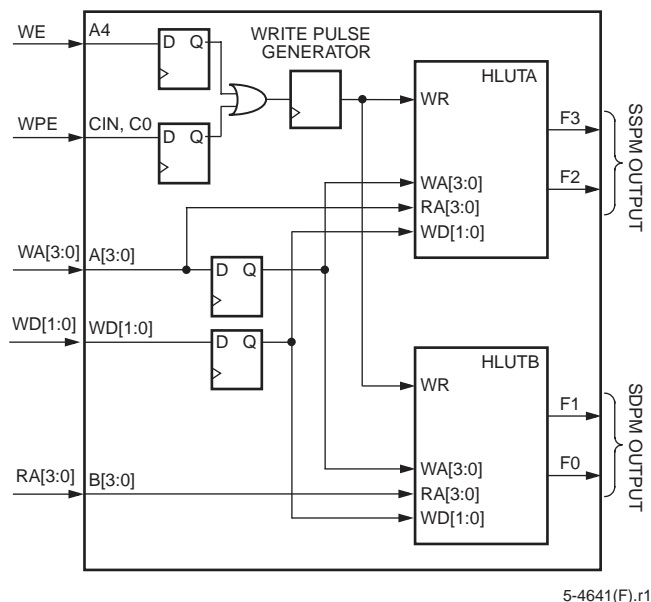 WE
A4
D Q
WRITE PULSE
GENERATOR
WPE
CIN, C0
D Q
HLUTA
WR
WA[3:0]
RA[3:0]
WD[1:0]
F3
F2
SSPM OUTPUT
WA[3:0]
A[3:0]
D Q
WD[1:0]
WD[1:0]
D Q
HLUTB
WR
WA[3:0]
RA[3:0]
WD[1:0]
F1
F0
SDPM OUTPUT
RA[3:0]
B[3:0]
5-4641(F).r1